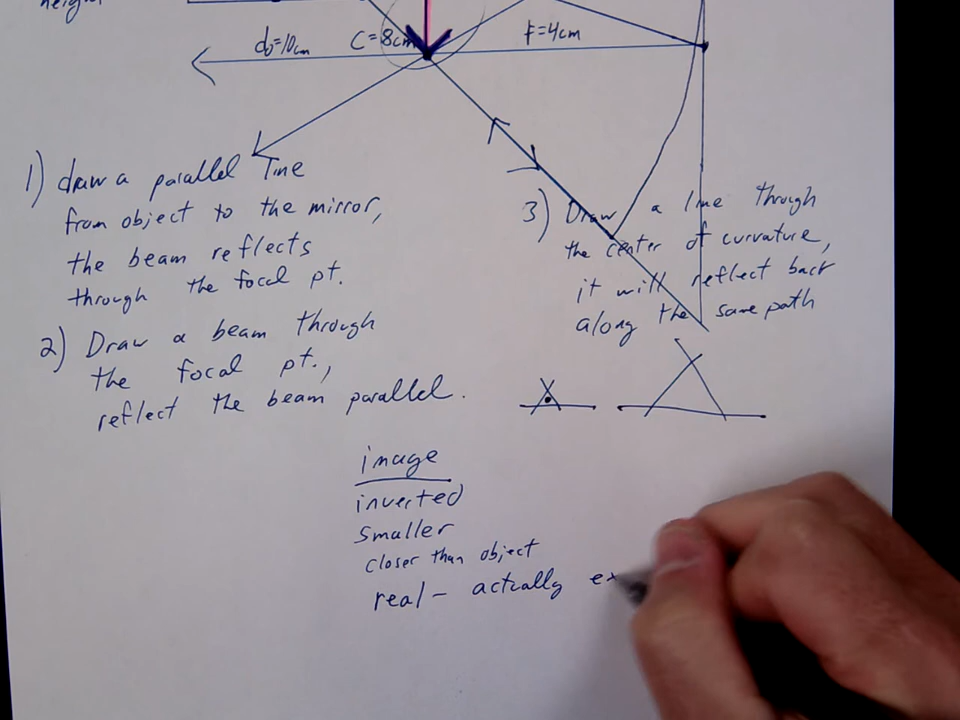 height
do=10cm C=8cm F=4cm
1) draw a parallel line
from object to the mirror,
the beam reflects
through the focal pt.
2) Draw a beam through
the focal pt.,
reflect the beam parallel.
3) Draw a line through
the center of curvature,
it will reflect back
along the same path
image
inverted
smaller
closer than object
real - actually ex